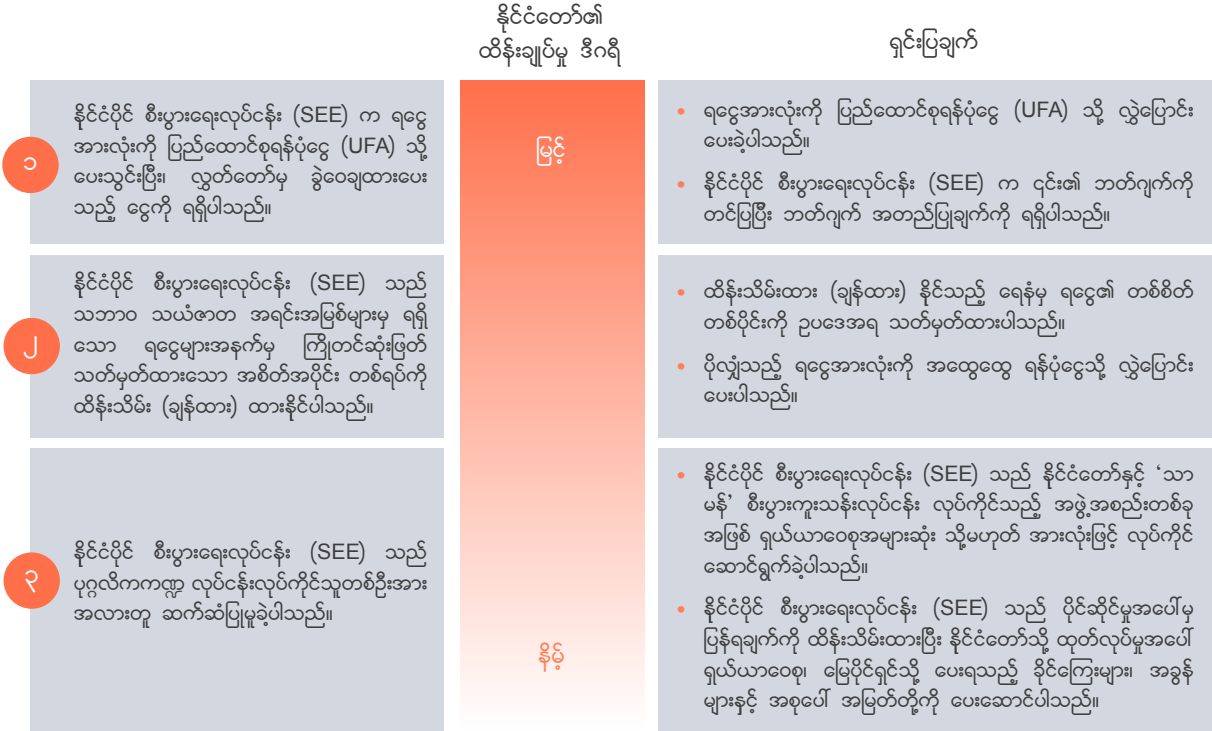 နိုင်ငံတော်၏
ထိန်းချုပ်မှု ဒီဂရီ
ရှင်းပြချက်
၁
နိုင်ငံပိုင် စီးပွားရေးလုပ်ငန်း (SEE) က ရငွေ
အားလုံးကို ပြည်ထောင်စုရန်ပုံငွေ (UFA) သို့
ပေးသွင်းပြီး၊ လွှတ်တော်မှ ခွဲဝေချထားပေး
သည့် ငွေကို ရရှိပါသည်။
မြင့်
• ရငွေအားလုံးကို ပြည်ထောင်စုရန်ပုံငွေ (UFA) သို့ လွှဲပြောင်း
ပေးခဲ့ပါသည်။
• နိုင်ငံပိုင် စီးပွားရေးလုပ်ငန်း (SEE) က ၎င်း၏ ဘတ်ဂျက်ကို
တင်ပြပြီး ဘတ်ဂျက် အတည်ပြုချက်ကို ရရှိပါသည်။
၂
နိုင်ငံပိုင် စီးပွားရေးလုပ်ငန်း (SEE) သည်
သဘာဝ သယံဇာတ အရင်းအမြစ်များမှ ရရှိ
သော ရငွေများအနက်မှ ကြိုတင်ဆုံးဖြတ်
သတ်မှတ်ထားသော အစိတ်အပိုင်း တစ်ရပ်ကို
ထိန်းသိမ်း (ချန်ထား) ထားနိုင်ပါသည်။
• ထိန်းသိမ်းထား (ချန်ထား) နိုင်သည့် ရေနံမှ ရငွေ၏ တစ်စိတ်
တစ်ပိုင်းကို ဥပဒေအရ သတ်မှတ်ထားပါသည်။
• ပိုလျှံသည့် ရငွေအားလုံးကို အထွေထွေ ရန်ပုံငွေသို့ လွှဲပြောင်း
ပေးပါသည်။
၃
နိုင်ငံပိုင် စီးပွားရေးလုပ်ငန်း (SEE) သည်
ပုဂ္ဂလိကကဏ္ဍ လုပ်ငန်းလုပ်ကိုင်သူတစ်ဦးအား
အလားတူ ဆက်ဆံပြုမူခဲ့ပါသည်။
နိမ့်
• နိုင်ငံပိုင် စီးပွားရေးလုပ်ငန်း (SEE) သည် နိုင်ငံတော်နှင့် ‘သာ
မန်’ စီးပွားကူးသန်းလုပ်ငန်း လုပ်ကိုင်သည့် အဖွဲ့အစည်းတစ်ခု
အဖြစ် ရှယ်ယာဝေစုအများဆုံး သို့မဟုတ် အားလုံးဖြင့် လုပ်ကိုင်
ဆောင်ရွက်ခဲ့ပါသည်။
• နိုင်ငံပိုင် စီးပွားရေးလုပ်ငန်း (SEE) သည် ပိုင်ဆိုင်မှုအပေါ်မှ
ပြန်ရချက်ကို ထိန်းသိမ်းထားပြီး နိုင်ငံတော်သို့ ထုတ်လုပ်မှုအပေါ်
ရှယ်ယာဝေစု၊ မြေပိုင်ရှင်သို့ ပေးရသည့် ခိုင်ကြေးများ၊ အခွန်
များနှင့် အစုပေါ် အမြတ်တို့ကို ပေးဆောင်ပါသည်။